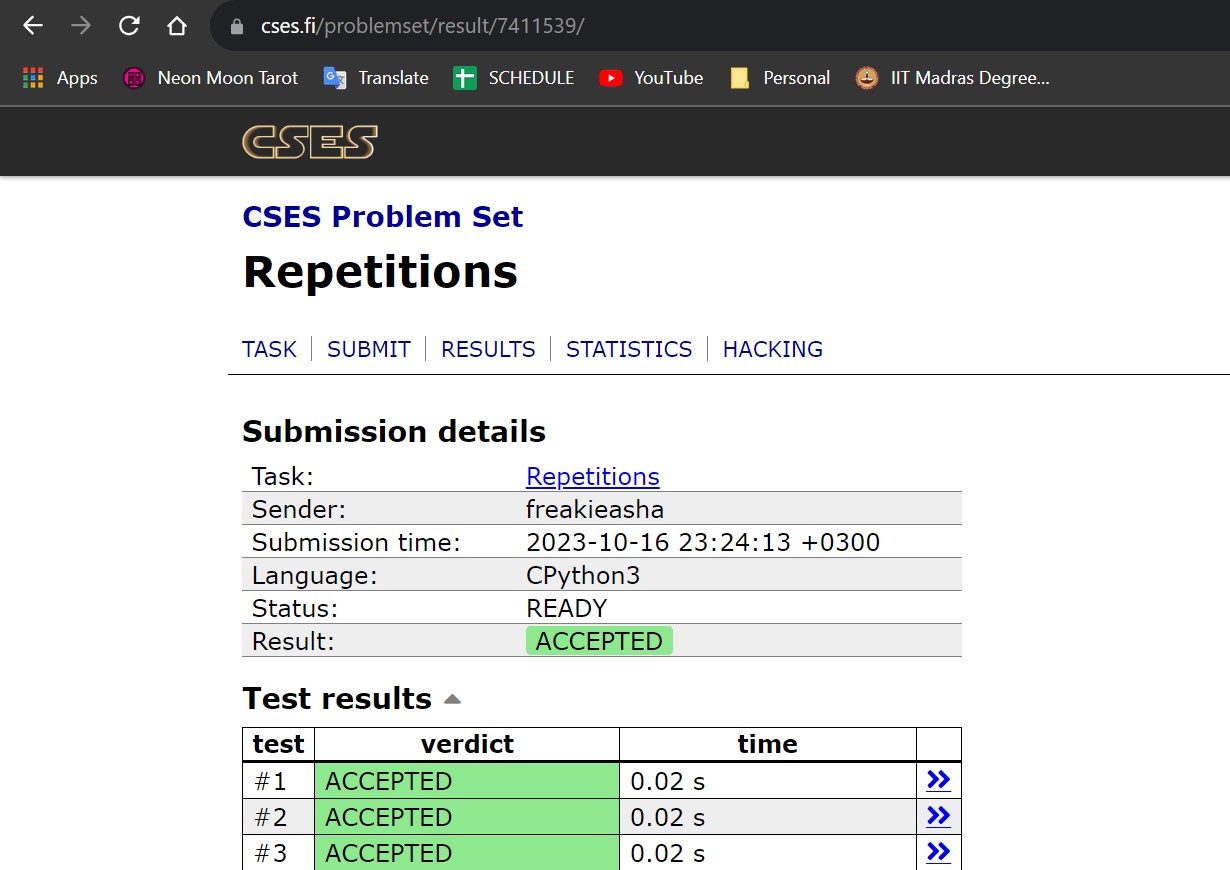 cses.fi/problemset/result/7411539/
Apps Neon Moon Tarot Translate SCHEDULE YouTube Personal IIT Madras Degree...
CSES
CSES Problem Set
Repetitions
TASK SUBMIT RESULTS STATISTICS HACKING
Submission details
Task: Repetitions
Sender: freakieasha
Submission time: 2023-10-16 23:24:13 +0300
Language: CPython3
Status: READY
Result: ACCEPTED
Test results
test verdict time
#1 ACCEPTED 0.02 s >>
#2 ACCEPTED 0.02 s >>
#3 ACCEPTED 0.02 s >>